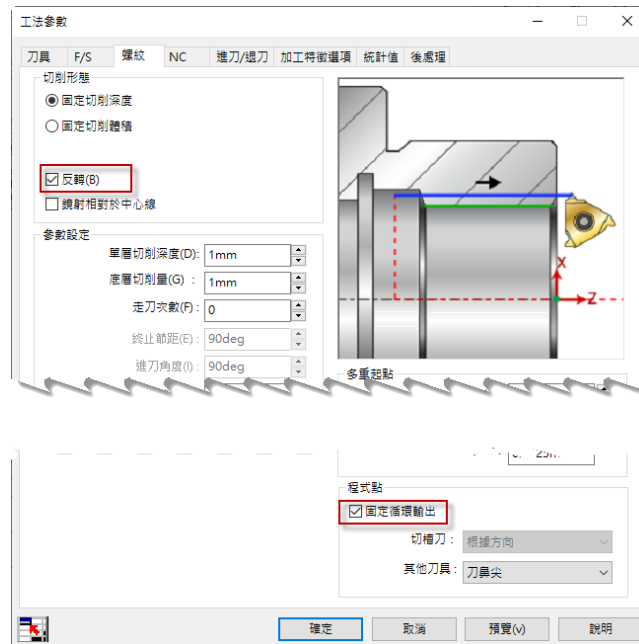 工法參數
刀具 F/S 螺紋 NC 進刀/退刀 加工特徵選項 統計值 後處理
切削形態
固定切削深度
固定切削體積
反轉(B)
鏡射相對於中心線
參數設定
單層切削深度(D): 1mm
底層切削量(G) : 1mm
走刀次數(F): 0
終止節距(E): 90deg
進刀角度(I): 90deg
X
Z
多重起點
程式點
固定循環輸出
切槽刀: 根據方向
其他刀具: 刀鼻尖
確定 取消 預覽(v) 說明